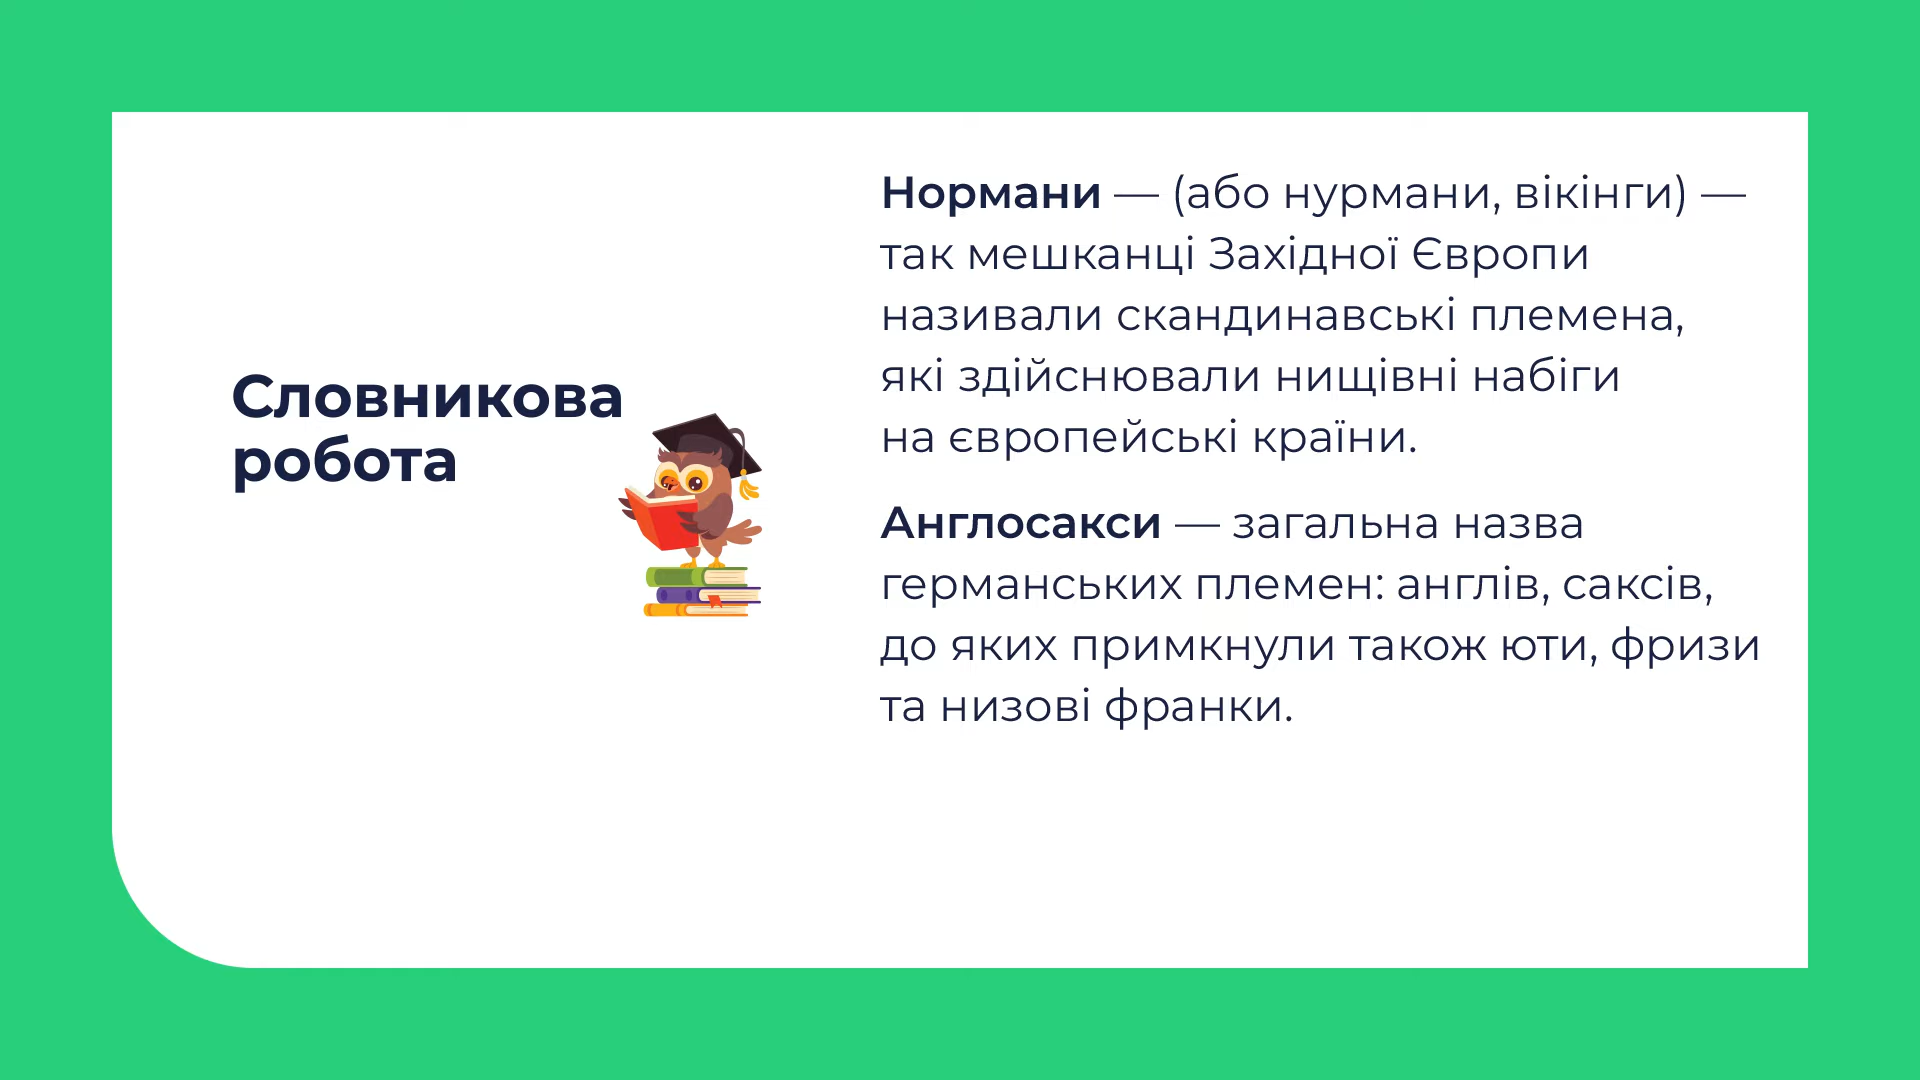 Словникова
робота
Нормани — (або нурмани, вікінги) —
так мешканці Західної Європи
називали скандинавські племена,
які здійснювали нищівні набіги
на європейські країни.
Англосакси — загальна назва
германських племен: англів, саксів,
до яких примкнули також юти, фризи
та низові франки.